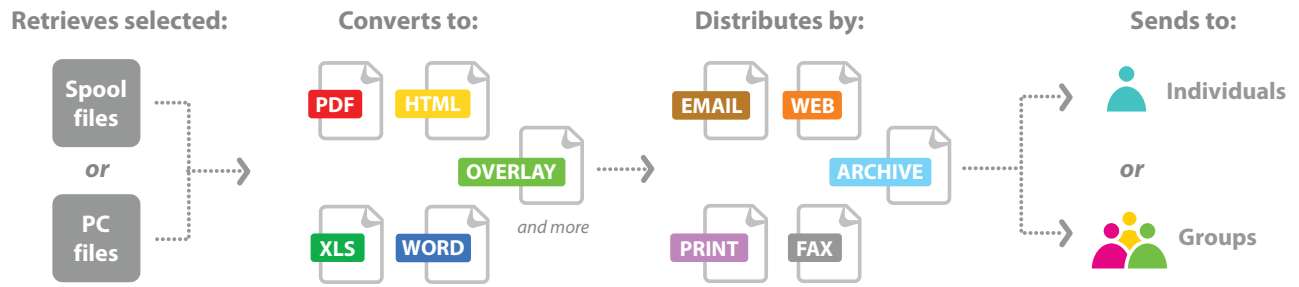 Retrieves selected:
Spool
files
or
PC
files
Converts to:
PDF
HTML
OVERLAY
XLS
WORD
and more
Distributes by:
EMAIL
WEB
ARCHIVE
PRINT
FAX
Sends to:
Individuals
or
Groups